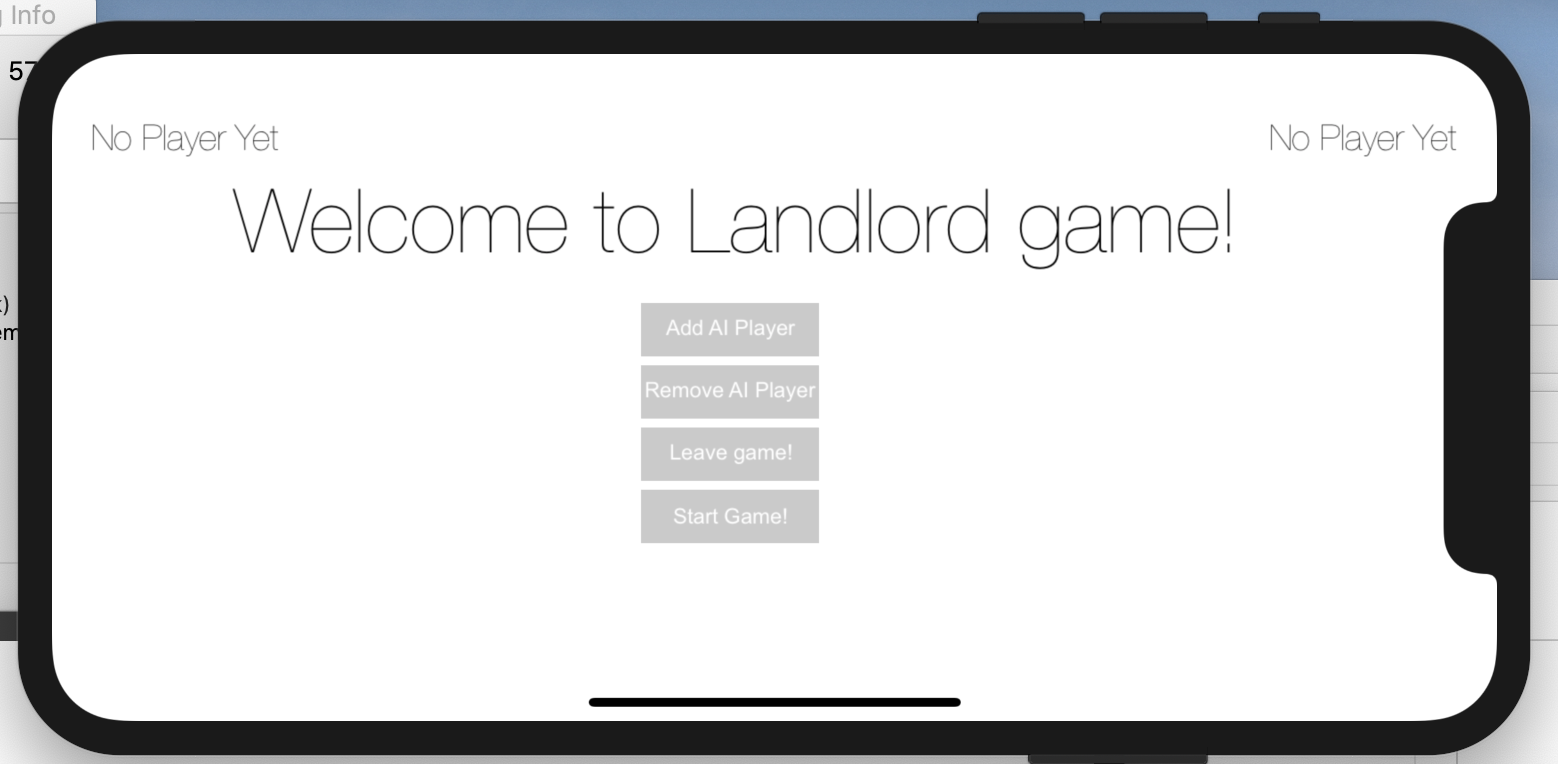 Info
57
No Player Yet
No Player Yet
Welcome to Landlord game!
Add AI Player
Remove AI Player
Leave game!
Start Game!